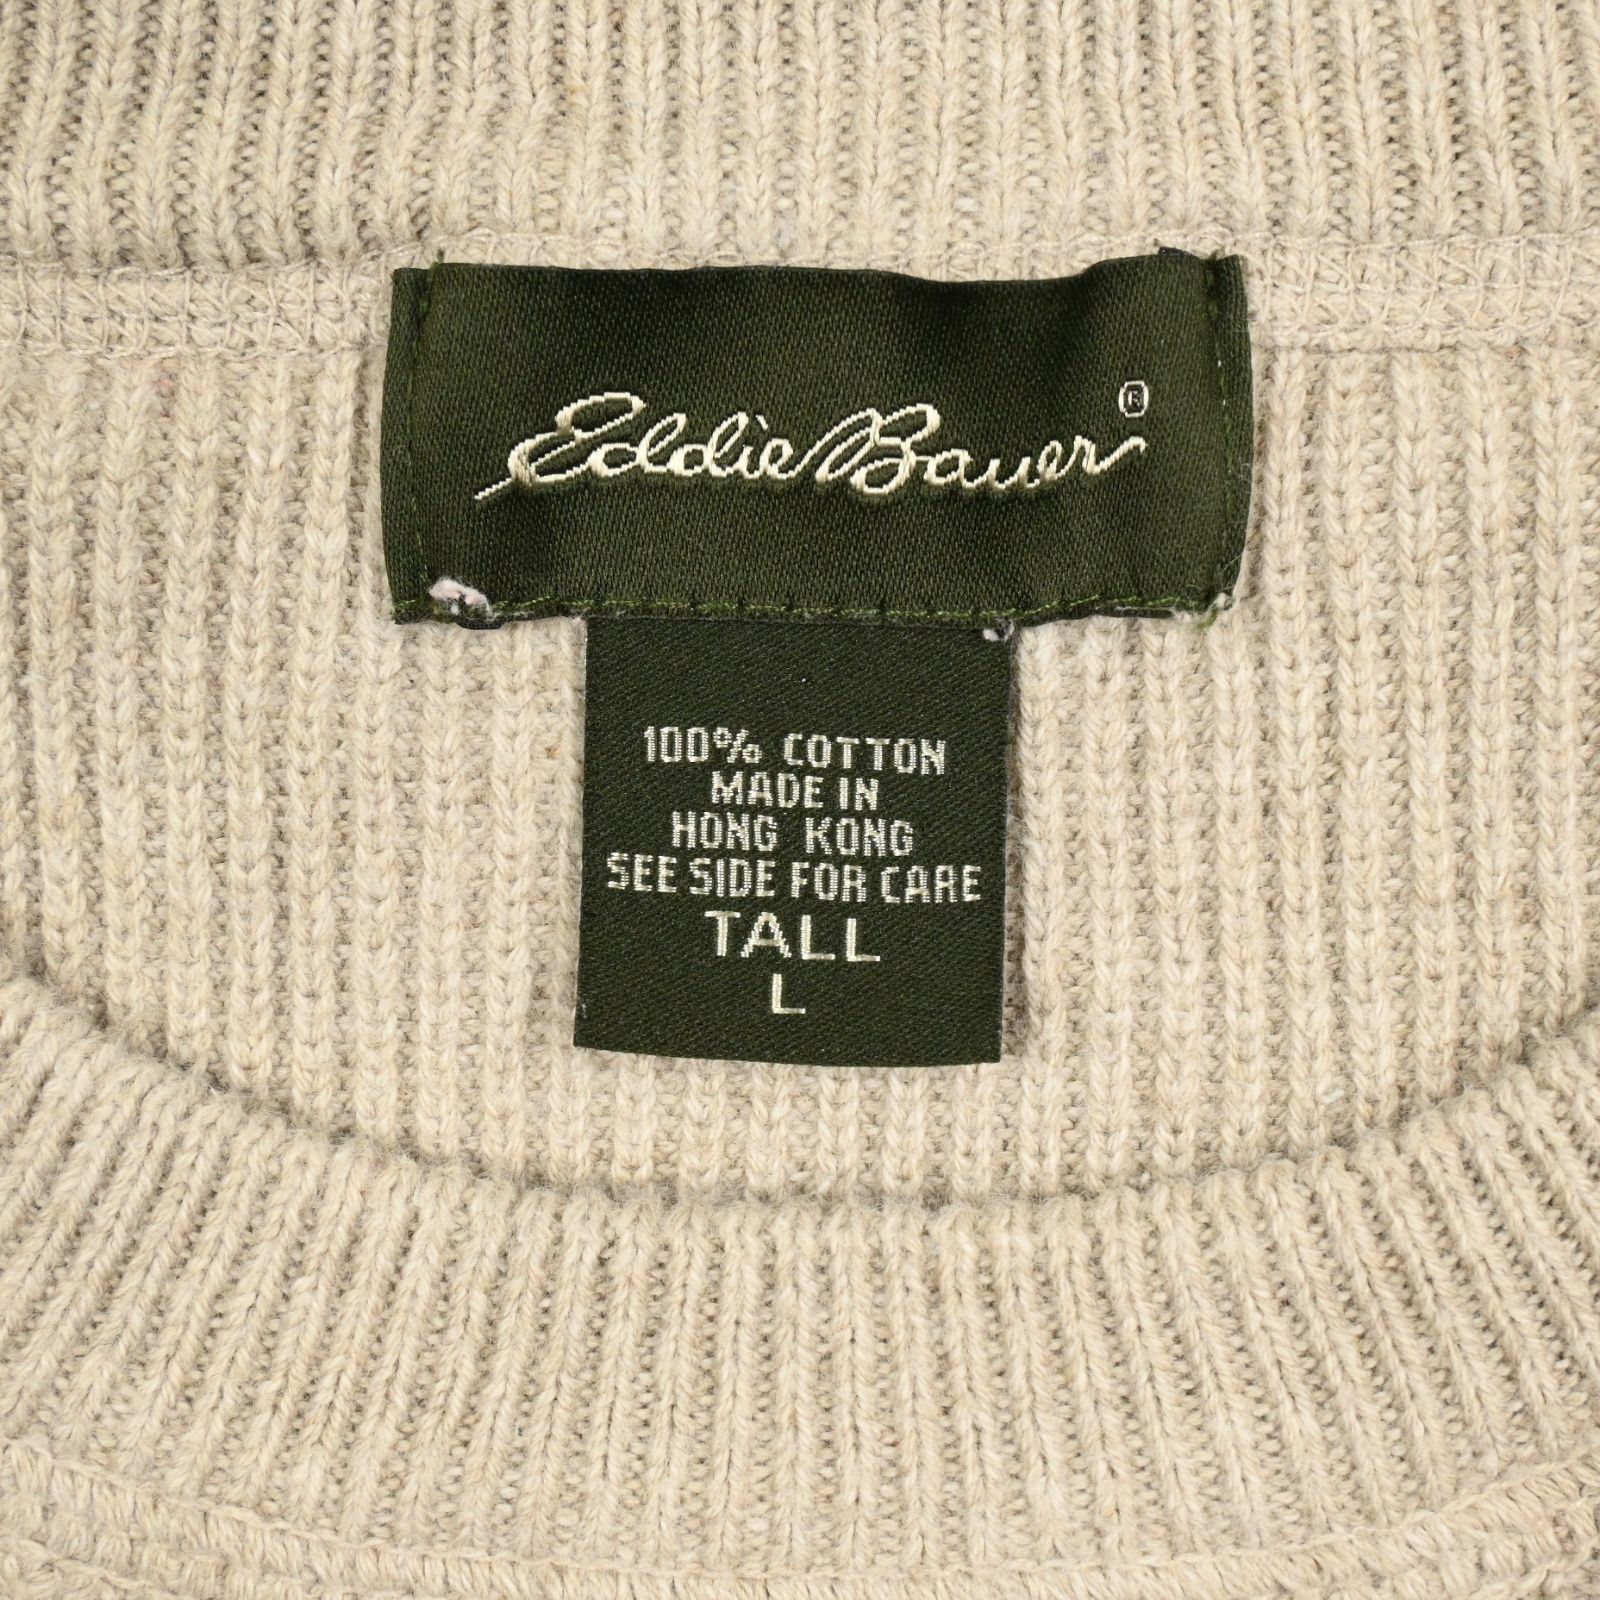 Eddie Bauer®
100% COTTON
MADE IN
HONG KONG
SEE SIDE FOR CARE
TALL
L